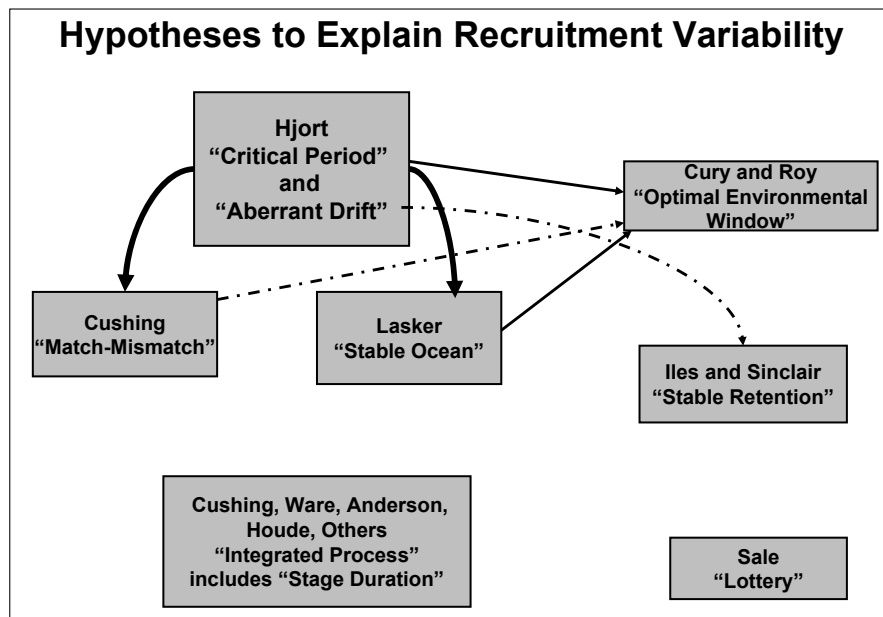 Hypotheses to Explain Recruitment Variability
Hjort
“Critical Period”
and
“Aberrant Drift”
Cury and Roy
“Optimal Environmental
Window”
Cushing
“Match-Mismatch”
Lasker
“Stable Ocean”
Iles and Sinclair
“Stable Retention”
Cushing, Ware, Anderson,
Houde, Others
“Integrated Process”
includes “Stage Duration”
Sale
“Lottery”